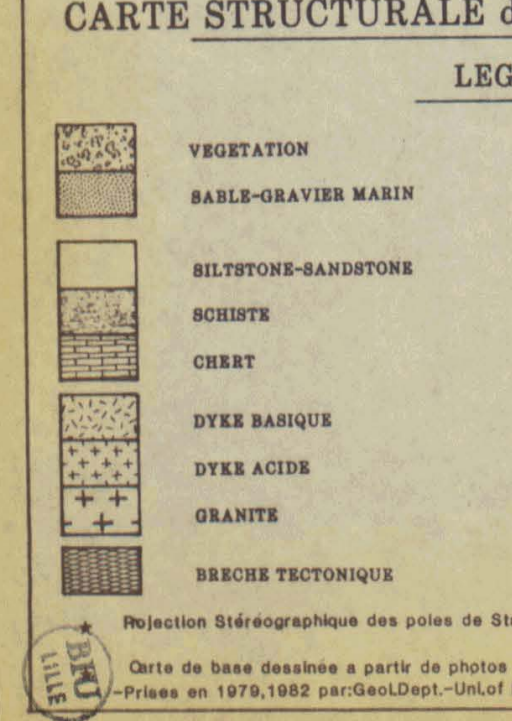 CARTE STRUCTURALE d
LEG
VEGETATION
SABLE-GRAVIER MARIN
SILTSTONE-SANDSTONE
SCHISTE
CHERT
DYKE BASIQUE
DYKE ACIDE
GRANITE
BRECHE TECTONIQUE
Projection Stéréographique des poles de St
Carte de base dessinée a partir de photos
-Prises en 1979,1982 par:Geol.Dept.-Uni.of
BFU
LILLE